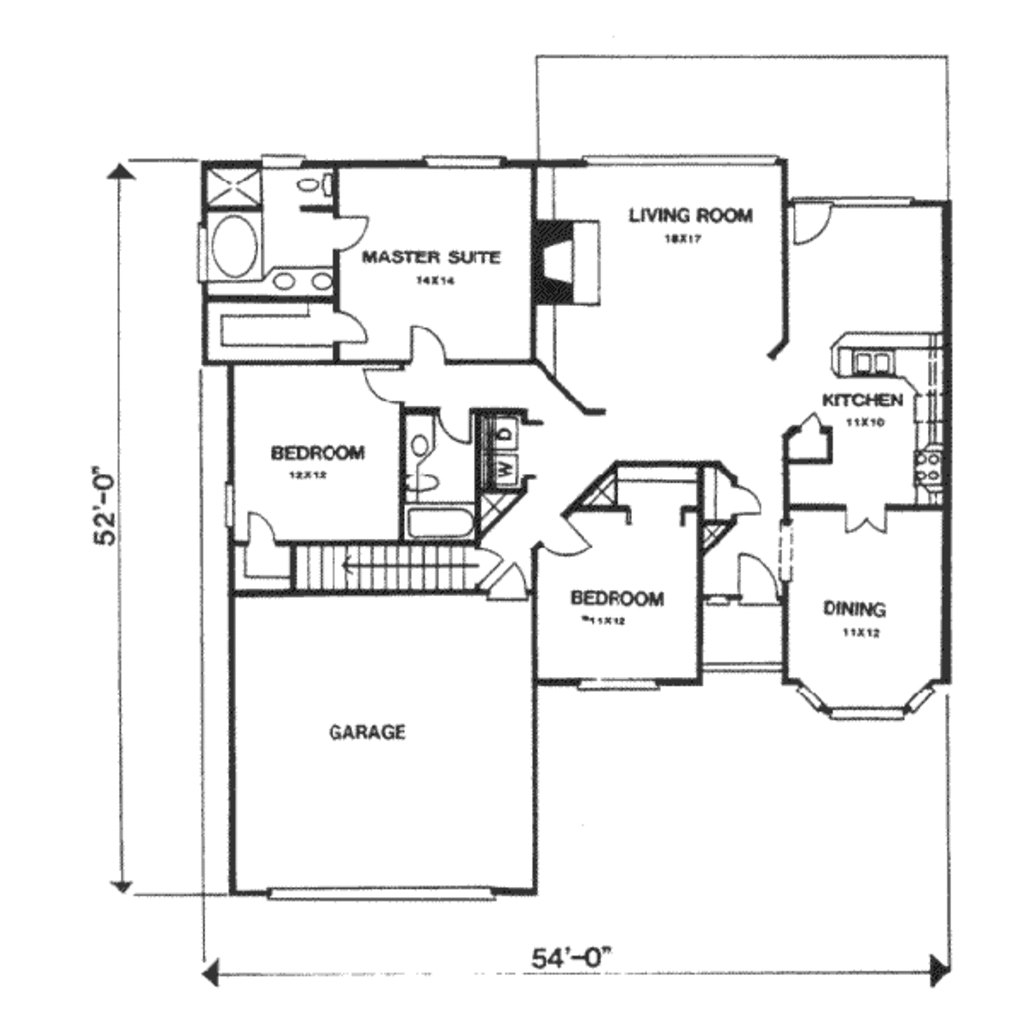 LIVING ROOM
18X17
MASTER SUITE
14X14
KITCHEN
11X10
BEDROOM
12X12
D
W
52'-0"
BEDROOM
11X12
DINING
11X12
GARAGE
54'-0"